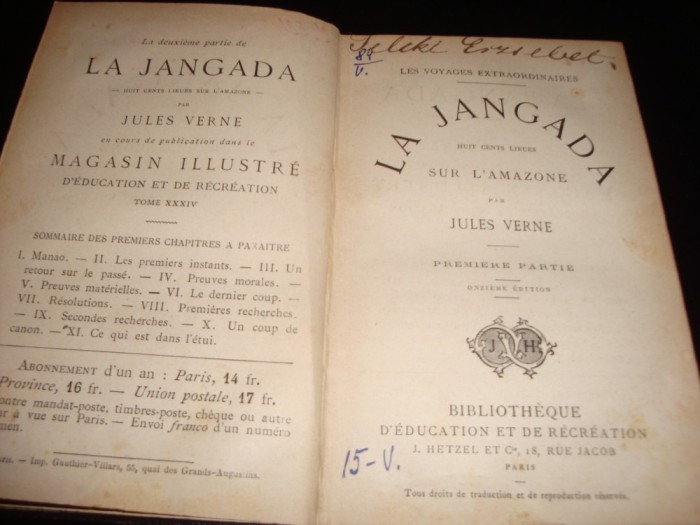 La deuxième partie de
LA JANGADA
— HUIT CENTS LIEUES SUR L'AMAZONE —
PAR
JULES VERNE
en cours de publication dans le
MAGASIN ILLUSTRÉ
D'ÉDUCATION ET DE RÉCRÉATION
TOME XXXIV
SOMMAIRE DES PREMIERS CHAPITRES A PARAITRE
I. Manao. — II. Les premiers instants. — III. Un
retour sur le passé. — IV. Preuves morales. —
V. Preuves matérielles. — VI. Le dernier coup. —
VII. Résolutions. — VIII. Premières recherches.
— IX. Secondes recherches. — X. Un coup de
canon. — XI. Ce qui est dans l'étui.
ABONNEMENT d'un an : Paris, 14 fr.
Province, 16 fr. — Union postale, 17 fr.
contre mandat-poste, timbres-poste, chèque ou autre
à vue sur Paris. — Envoi franco d'un numéro
— Imp. Gauthier-Villars, 55, quai des Grands-Augustins.
Erzsébet.
84
V.
LES VOYAGES EXTRAORDINAIRES
LA JANGADA
HUIT CENTS LIEUES
SUR L'AMAZONE
PAR
JULES VERNE
PREMIÈRE PARTIE
ONZIÈME ÉDITION
J H
BIBLIOTHÈQUE
D'ÉDUCATION ET DE RÉCRÉATION
J. HETZEL ET Cie, 18, RUE JACOB
PARIS
Tous droits de traduction et de reproduction réservés.
15-V.